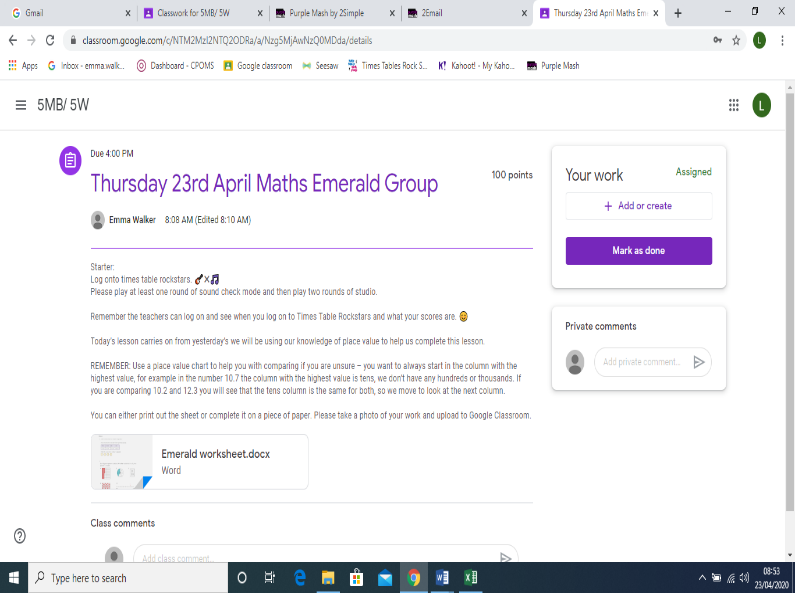 Gmail
Classwork for 5MB/ 5W
Purple Mash by 2Simple
2Email
Thursday 23rd April Maths Em
classroom.google.com/c/NTM2MzI2NTQ2ODRa/a/Nzg5MjAwNzQ0MDda/details
Apps
Inbox - emma.walk...
Dashboard - CPOMS
Google classroom
Seesaw
Times Tables Rock S...
Kahoot! - My Kaho...
Purple Mash
5MB/ 5W
L
Due 4:00 PM
Thursday 23rd April Maths Emerald Group
100 points
Emma Walker 8:08 AM (Edited 8:10 AM)
Starter:
Log onto times table rockstars. 🎸X🎵
Please play at least one round of sound check mode and then play two rounds of studio.
Remember the teachers can log on and see when you log on to Times Table Rockstars and what your scores are. 😊
Today's lesson carries on from yesterday's we will be using our knowledge of place value to help us complete this lesson.
REMEMBER: Use a place value chart to help you with comparing if you are unsure – you want to always start in the column with the
highest value, for example in the number 10.7 the column with the highest value is tens, we don't have any hundreds or thousands. If
you are comparing 10.2 and 12.3 you will see that the tens column is the same for both, so we move to look at the next column.
You can either print out the sheet or complete it on a piece of paper. Please take a photo of your work and upload to Google Classroom.
Emerald worksheet.docx
Word
Class comments
Add class comment...
Your work
Assigned
+ Add or create
Mark as done
Private comments
Add private comment...
Type here to search
08:53
23/04/2020